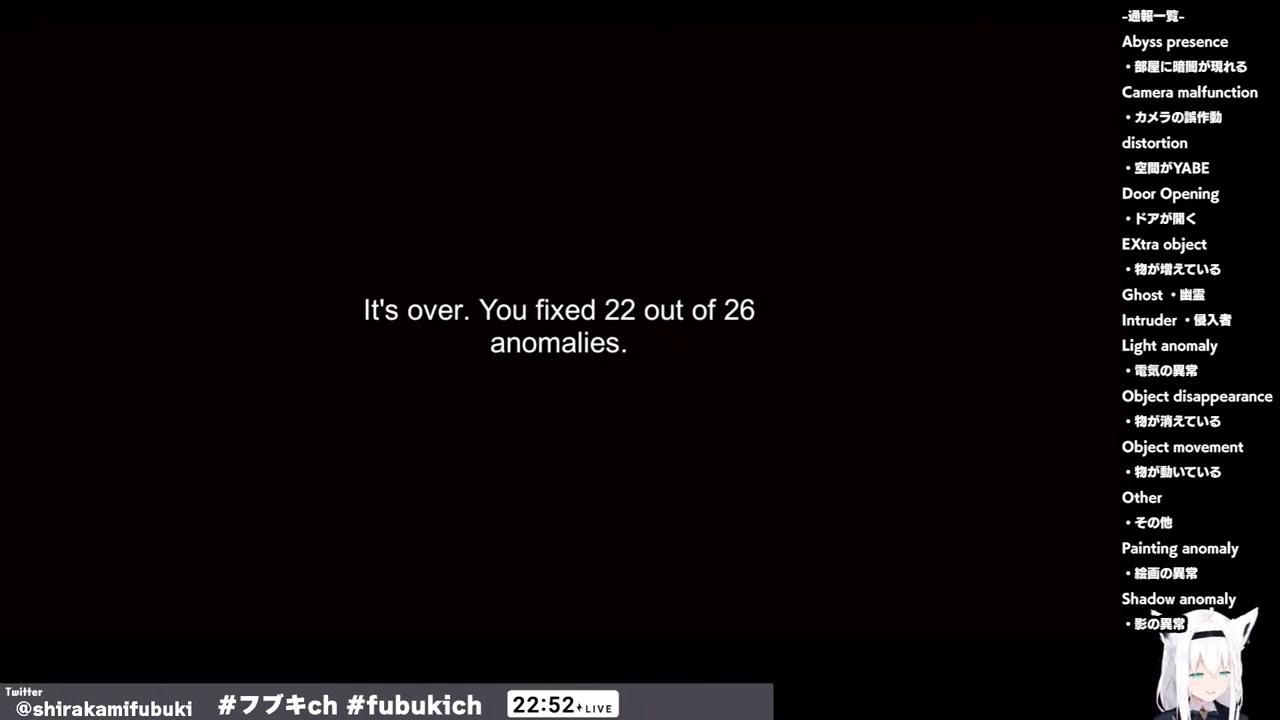 It's over. You fixed 22 out of 26
anomalies.
-通報一覧-
Abyss presence
・部屋に暗闇が現れる
Camera malfunction
・カメラの誤作動
distortion
・空間がYABE
Door Opening
・ドアが開く
EXtra object
・物が増えている
Ghost ・幽霊
Intruder ・侵入者
Light anomaly
・電気の異常
Object disappearance
・物が消えている
Object movement
・物が動いている
Other
・その他
Painting anomaly
・絵画の異常
Shadow anomaly
・影の異常
Twitter
@shirakamifubuki
#フブキch #fubukich
22:52 LIVE